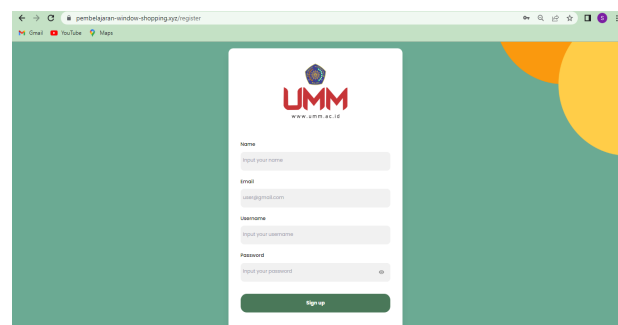 pembelajaran-window-shopping.xyz/register
Gmail YouTube Maps
S
UMM
www.umm.ac.id
Name
Input your name
Email
user@gmail.com
Username
Input your username
Password
Input your password
Sign up